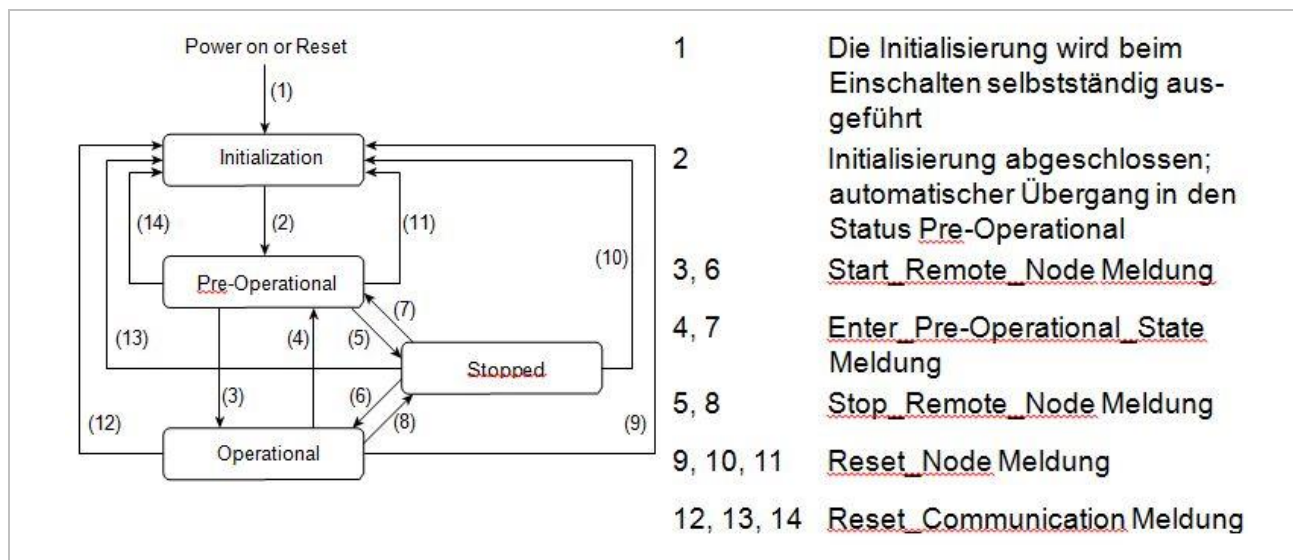 Power on or Reset
(1)
Initialization
(14)
(2)
(11)
(10)
Pre-Operational
(7)
(13)
(4)
(5)
Stopped
(3)
(6)
(12)
(8)
(9)
Operational
1 Die Initialisierung wird beim
Einschalten selbstständig aus-
geführt
2 Initialisierung abgeschlossen;
automatischer Übergang in den
Status Pre-Operational
3, 6 Start_Remote_Node Meldung
4, 7 Enter_Pre-Operational_State
Meldung
5, 8 Stop_Remote_Node Meldung
9, 10, 11 Reset_Node Meldung
12, 13, 14 Reset_Communication Meldung